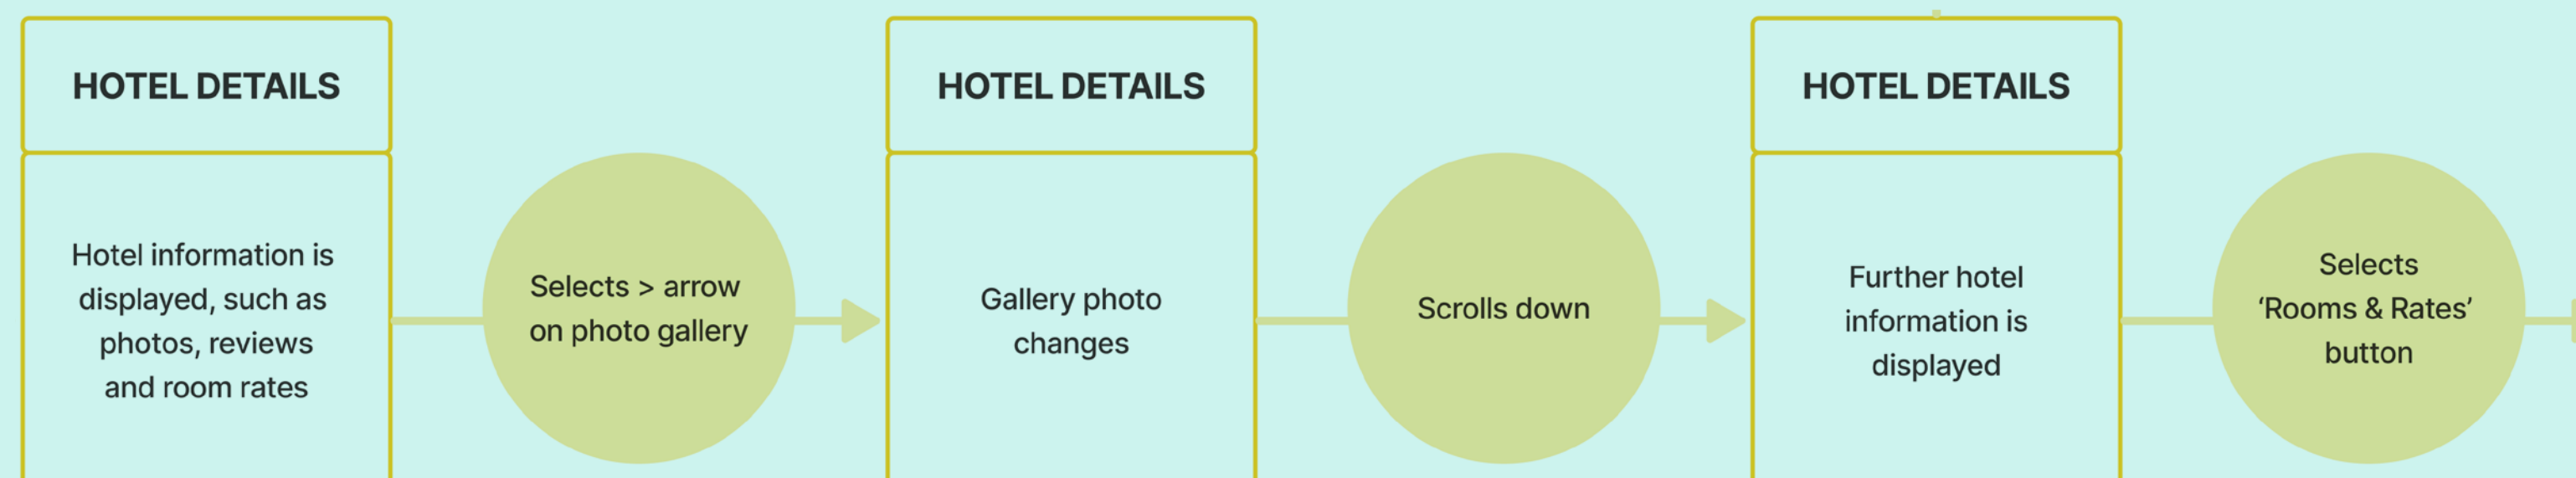 HOTEL DETAILS
Hotel information is
displayed, such as
photos, reviews
and room rates
Selects > arrow
on photo gallery
HOTEL DETAILS
Gallery photo
changes
Scrolls down
HOTEL DETAILS
Further hotel
information is
displayed
Selects
‘Rooms & Rates’
button